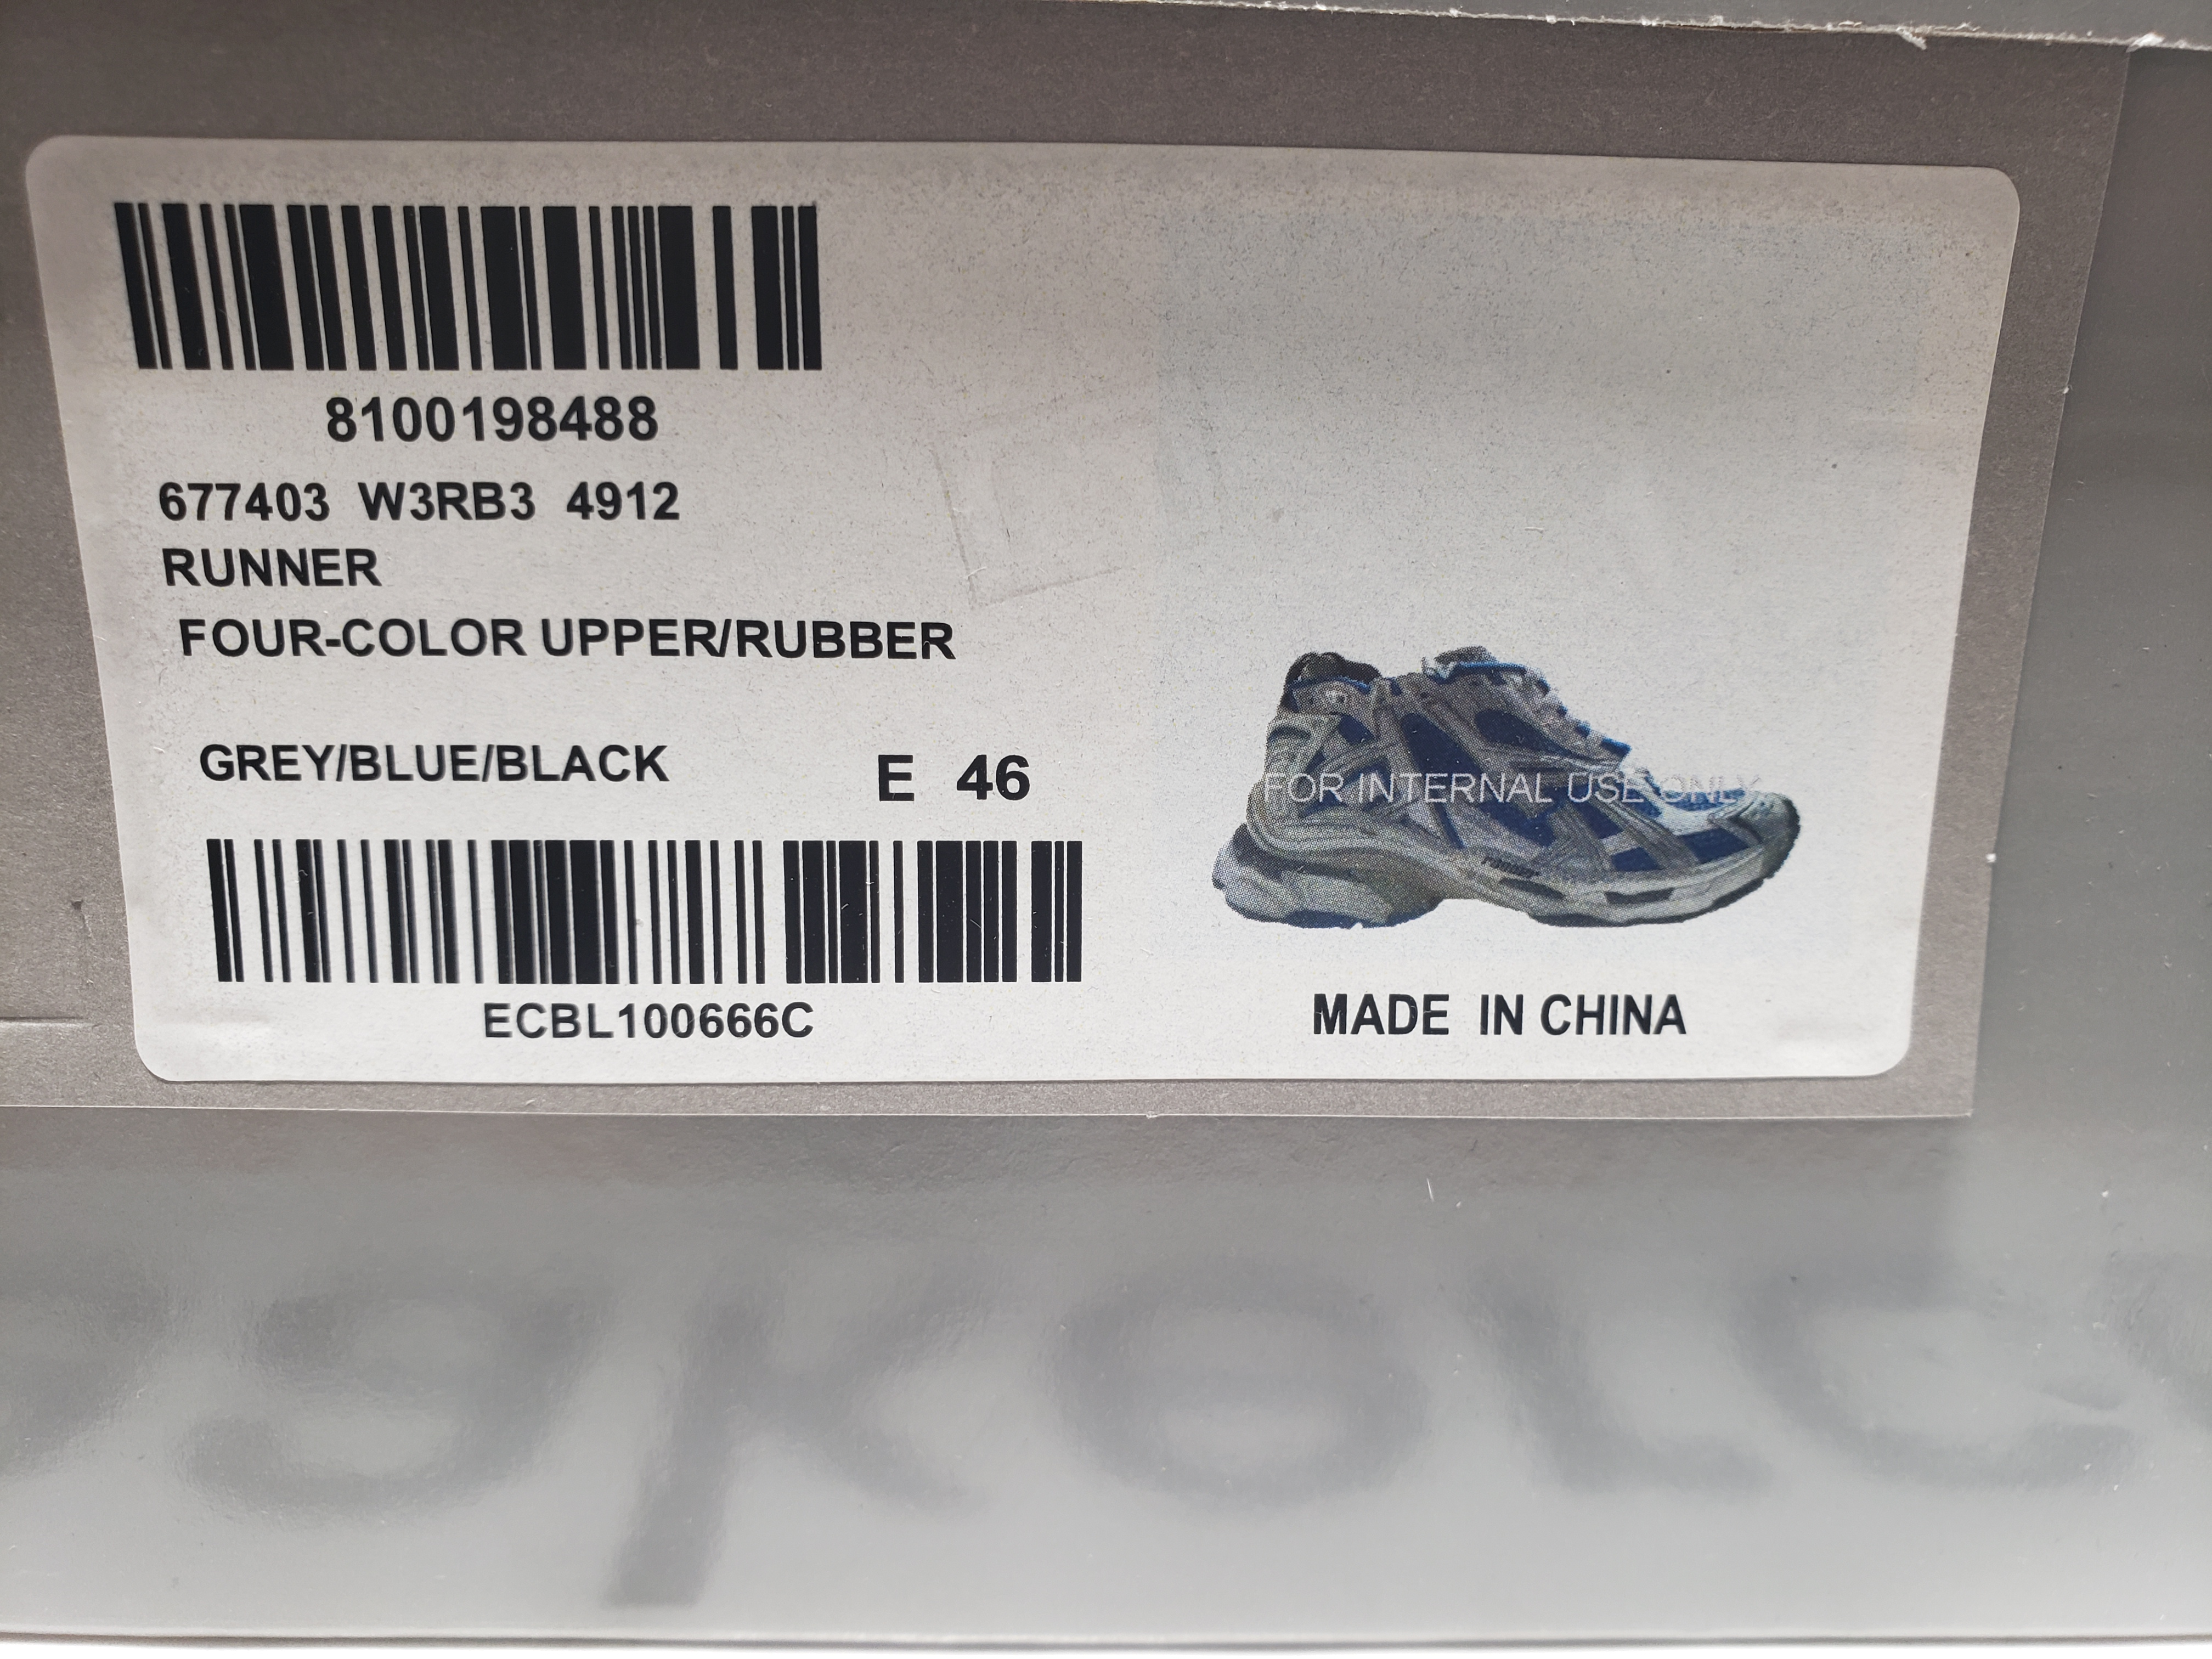 8100198488
677403 W3RB3 4912
RUNNER
FOUR-COLOR UPPER/RUBBER
GREY/BLUE/BLACK E 46
FOR INTERNAL USE ONLY
ECBL100666C
MADE IN CHINA